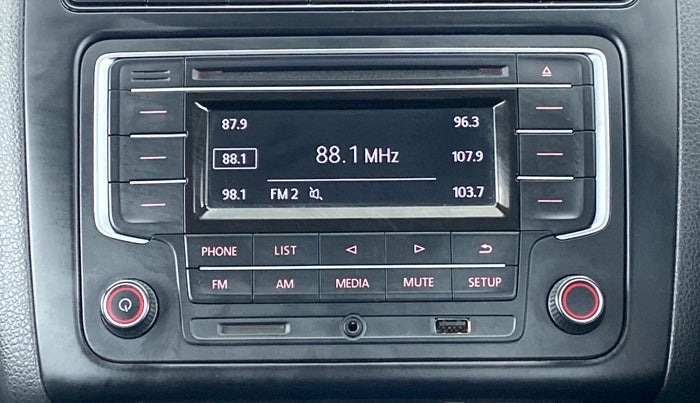 87.9 96.3
88.1 88.1 MHz 107.9
98.1 FM 2 103.7
PHONE LIST
FM AM MEDIA MUTE SETUP